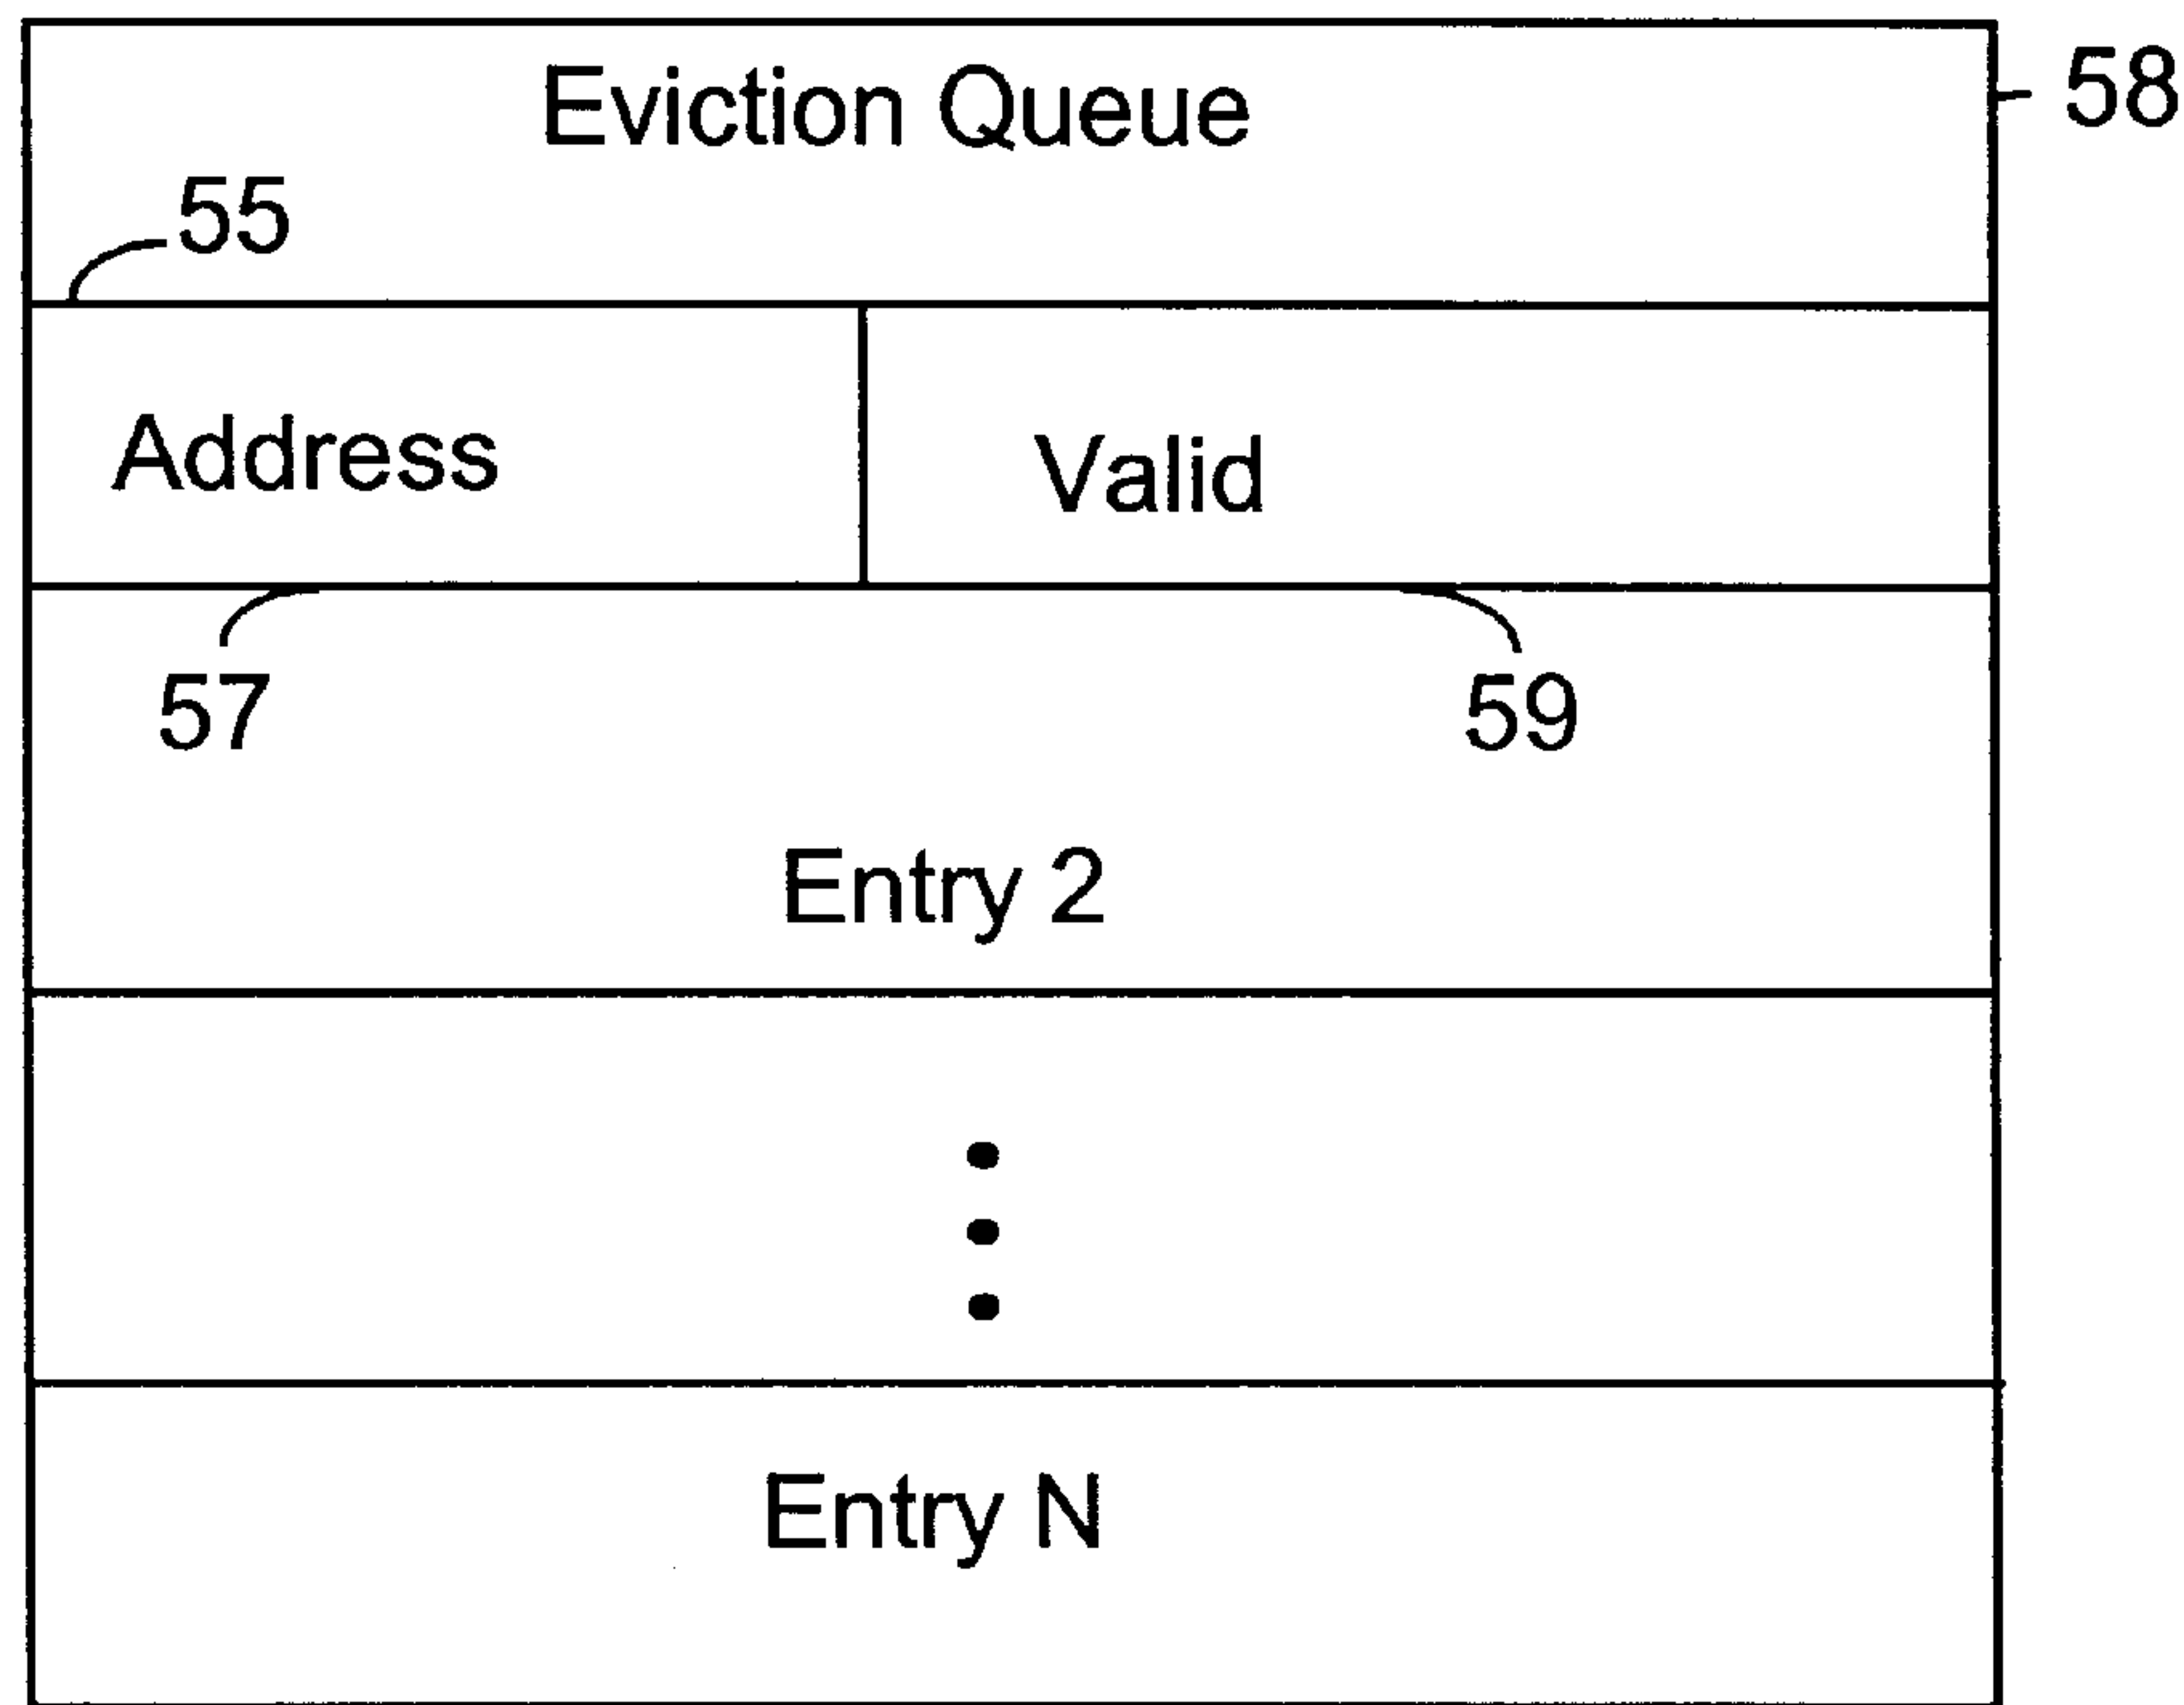 Eviction Queue
58
55
Address
Valid
57
59
Entry 2
Entry N